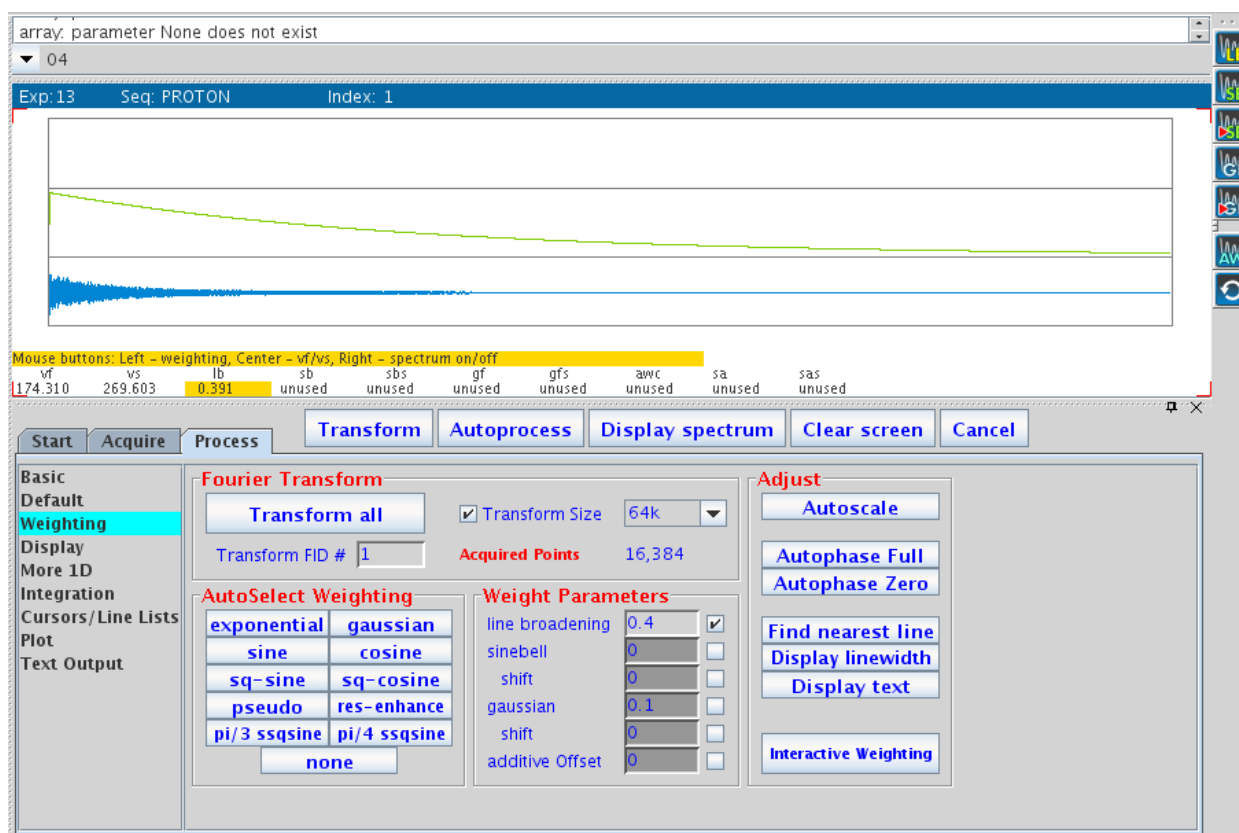 array: parameter None does not exist
04
Exp:13 Seq: PROTON Index: 1
Mouse buttons: Left - weighting, Center - vf/vs, Right - spectrum on/off
vf vs lb sb sbs gf gfs awc sa sas
174.310 269.603 0.391 unused unused unused unused unused unused unused
Start Acquire Process Transform Autoprocess Display spectrum Clear screen Cancel
Basic
Default
Weighting
Display
More 1D
Integration
Cursors/Line Lists
Plot
Text Output
Fourier Transform
Transform all Transform Size 64k
Transform FID # 1 Acquired Points 16,384
AutoSelect Weighting
exponential gaussian
sine cosine
sq-sine sq-cosine
pseudo res-enhance
pi/3 ssqsine pi/4 ssqsine
none
Weight Parameters
line broadening 0.4
sinebell 0
shift 0
gaussian 0.1
shift 0
additive Offset 0
Adjust
Autoscale
Autophase Full
Autophase Zero
Find nearest line
Display linewidth
Display text
Interactive Weighting